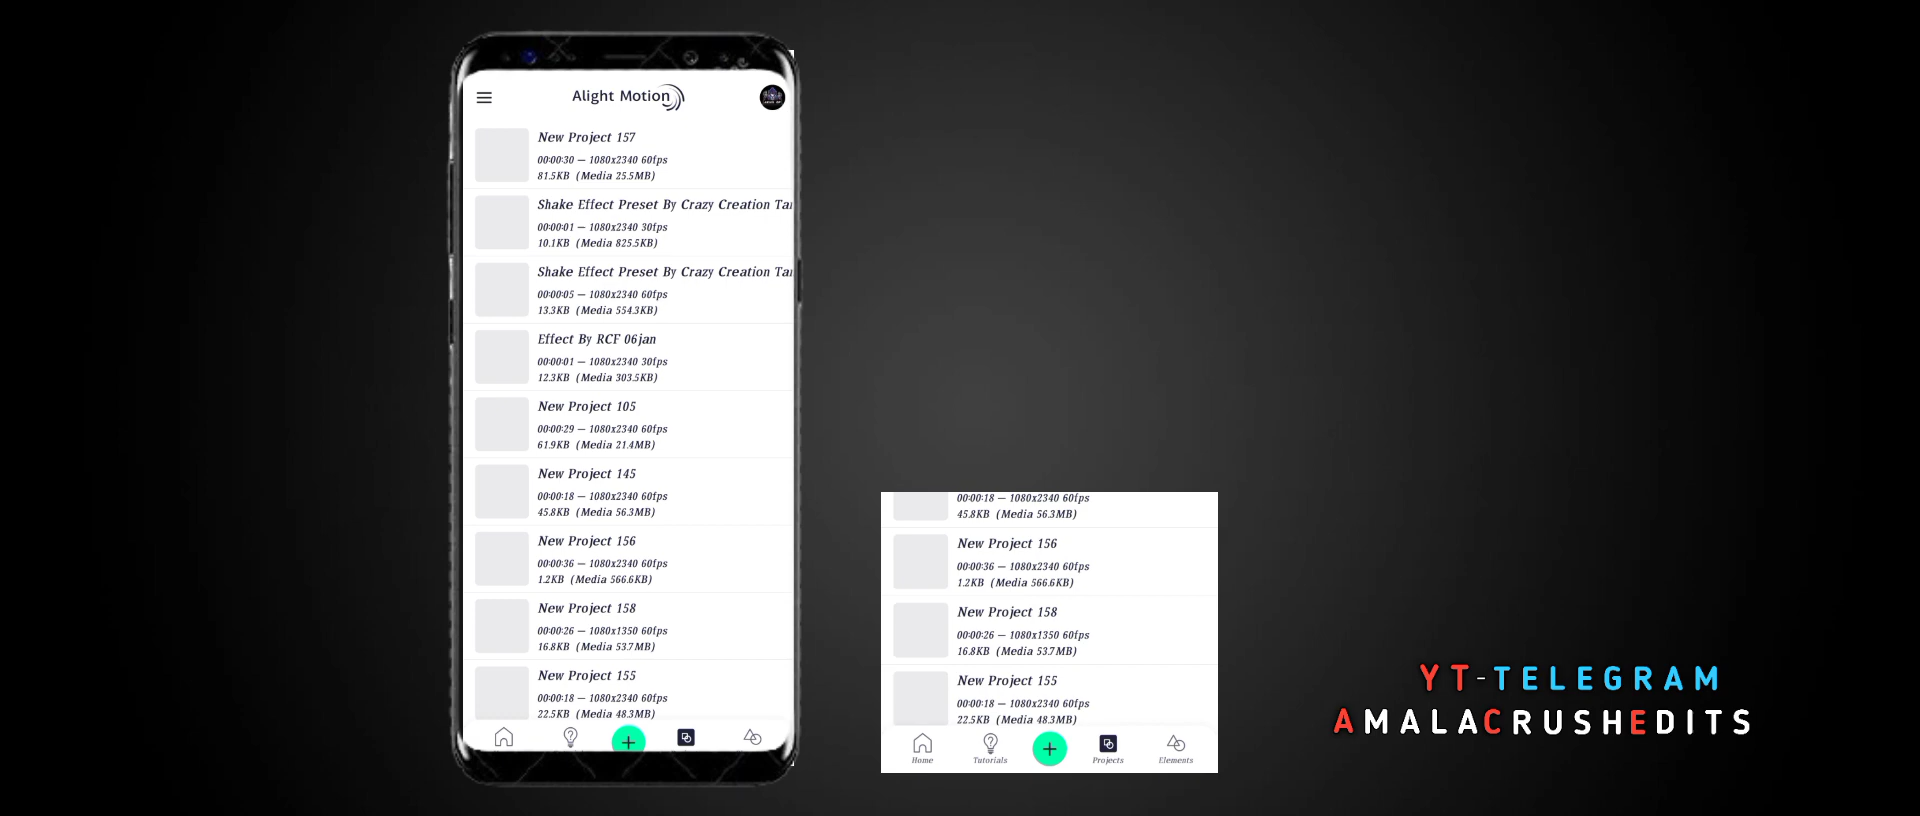 Alight Motion
New Project 157
00:00:30 — 1080x2340 60fps
81.5KB (Media 25.5MB)
Shake Effect Preset By Crazy Creation
00:00:01 — 1080x2340 30fps
10.1KB (Media 825.5KB)
Shake Effect Preset By Crazy Creation
00:00:05 — 1080x2340 60fps
13.3KB (Media 554.3KB)
Effect By RCF 06jan
00:00:01 — 1080x2340 30fps
12.3KB (Media 303.5KB)
New Project 105
00:00:29 — 1080x2340 60fps
61.9KB (Media 21.4MB)
New Project 145
00:00:18 — 1080x2340 60fps
45.8KB (Media 56.3MB)
New Project 156
00:00:36 — 1080x2340 60fps
1.2KB (Media 566.6KB)
New Project 158
00:00:26 — 1080x1350 60fps
16.8KB (Media 53.7MB)
New Project 155
00:00:18 — 1080x2340 60fps
22.5KB (Media 48.3MB)
00:00:18 — 1080x2340 60fps
45.8KB (Media 56.3MB)
New Project 156
00:00:36 — 1080x2340 60fps
1.2KB (Media 566.6KB)
New Project 158
00:00:26 — 1080x1350 60fps
16.8KB (Media 53.7MB)
New Project 155
00:00:18 — 1080x2340 60fps
22.5KB (Media 48.3MB)
Home Tutorials Projects Elements
YT-TELEGRAM
AMALACRUSHEDITS